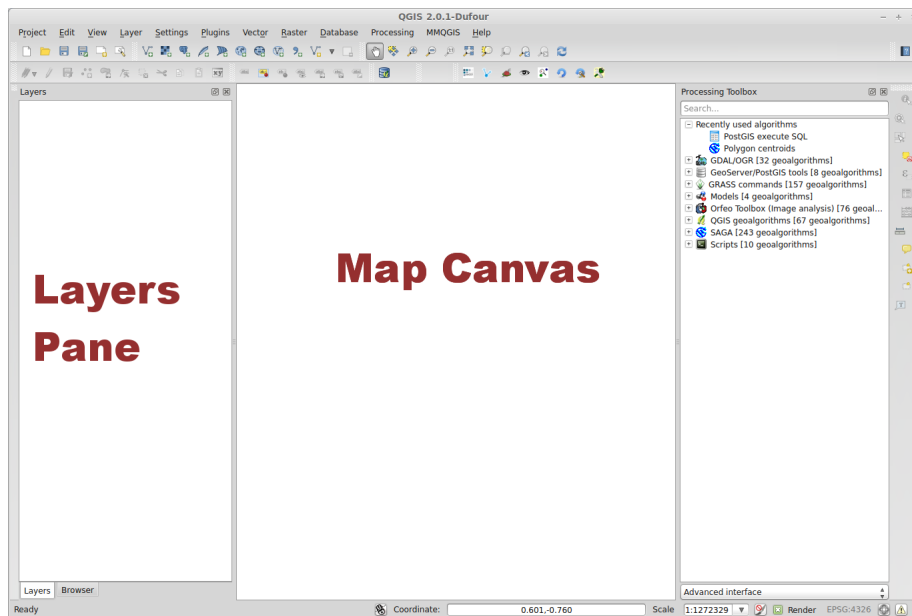 QGIS 2.0.1-Dufour
Project Edit View Layer Settings Plugins Vector Raster Database Processing MMQGIS Help
Layers
Layers
Pane
Map Canvas
Processing Toolbox
Search...
Recently used algorithms
PostGIS execute SQL
Polygon centroids
GDAL/OGR [32 geoalgorithms]
GeoServer/PostGIS tools [8 geoalgorithms]
GRASS commands [157 geoalgorithms]
Models [4 geoalgorithms]
Orfeo Toolbox (Image analysis) [76 geoal...
QGIS geoalgorithms [67 geoalgorithms]
SAGA [243 geoalgorithms]
Scripts [10 geoalgorithms]
Layers Browser
Advanced interface
Ready Coordinate: 0.601,-0.760 Scale 1:1272329 Render EPSG:4326